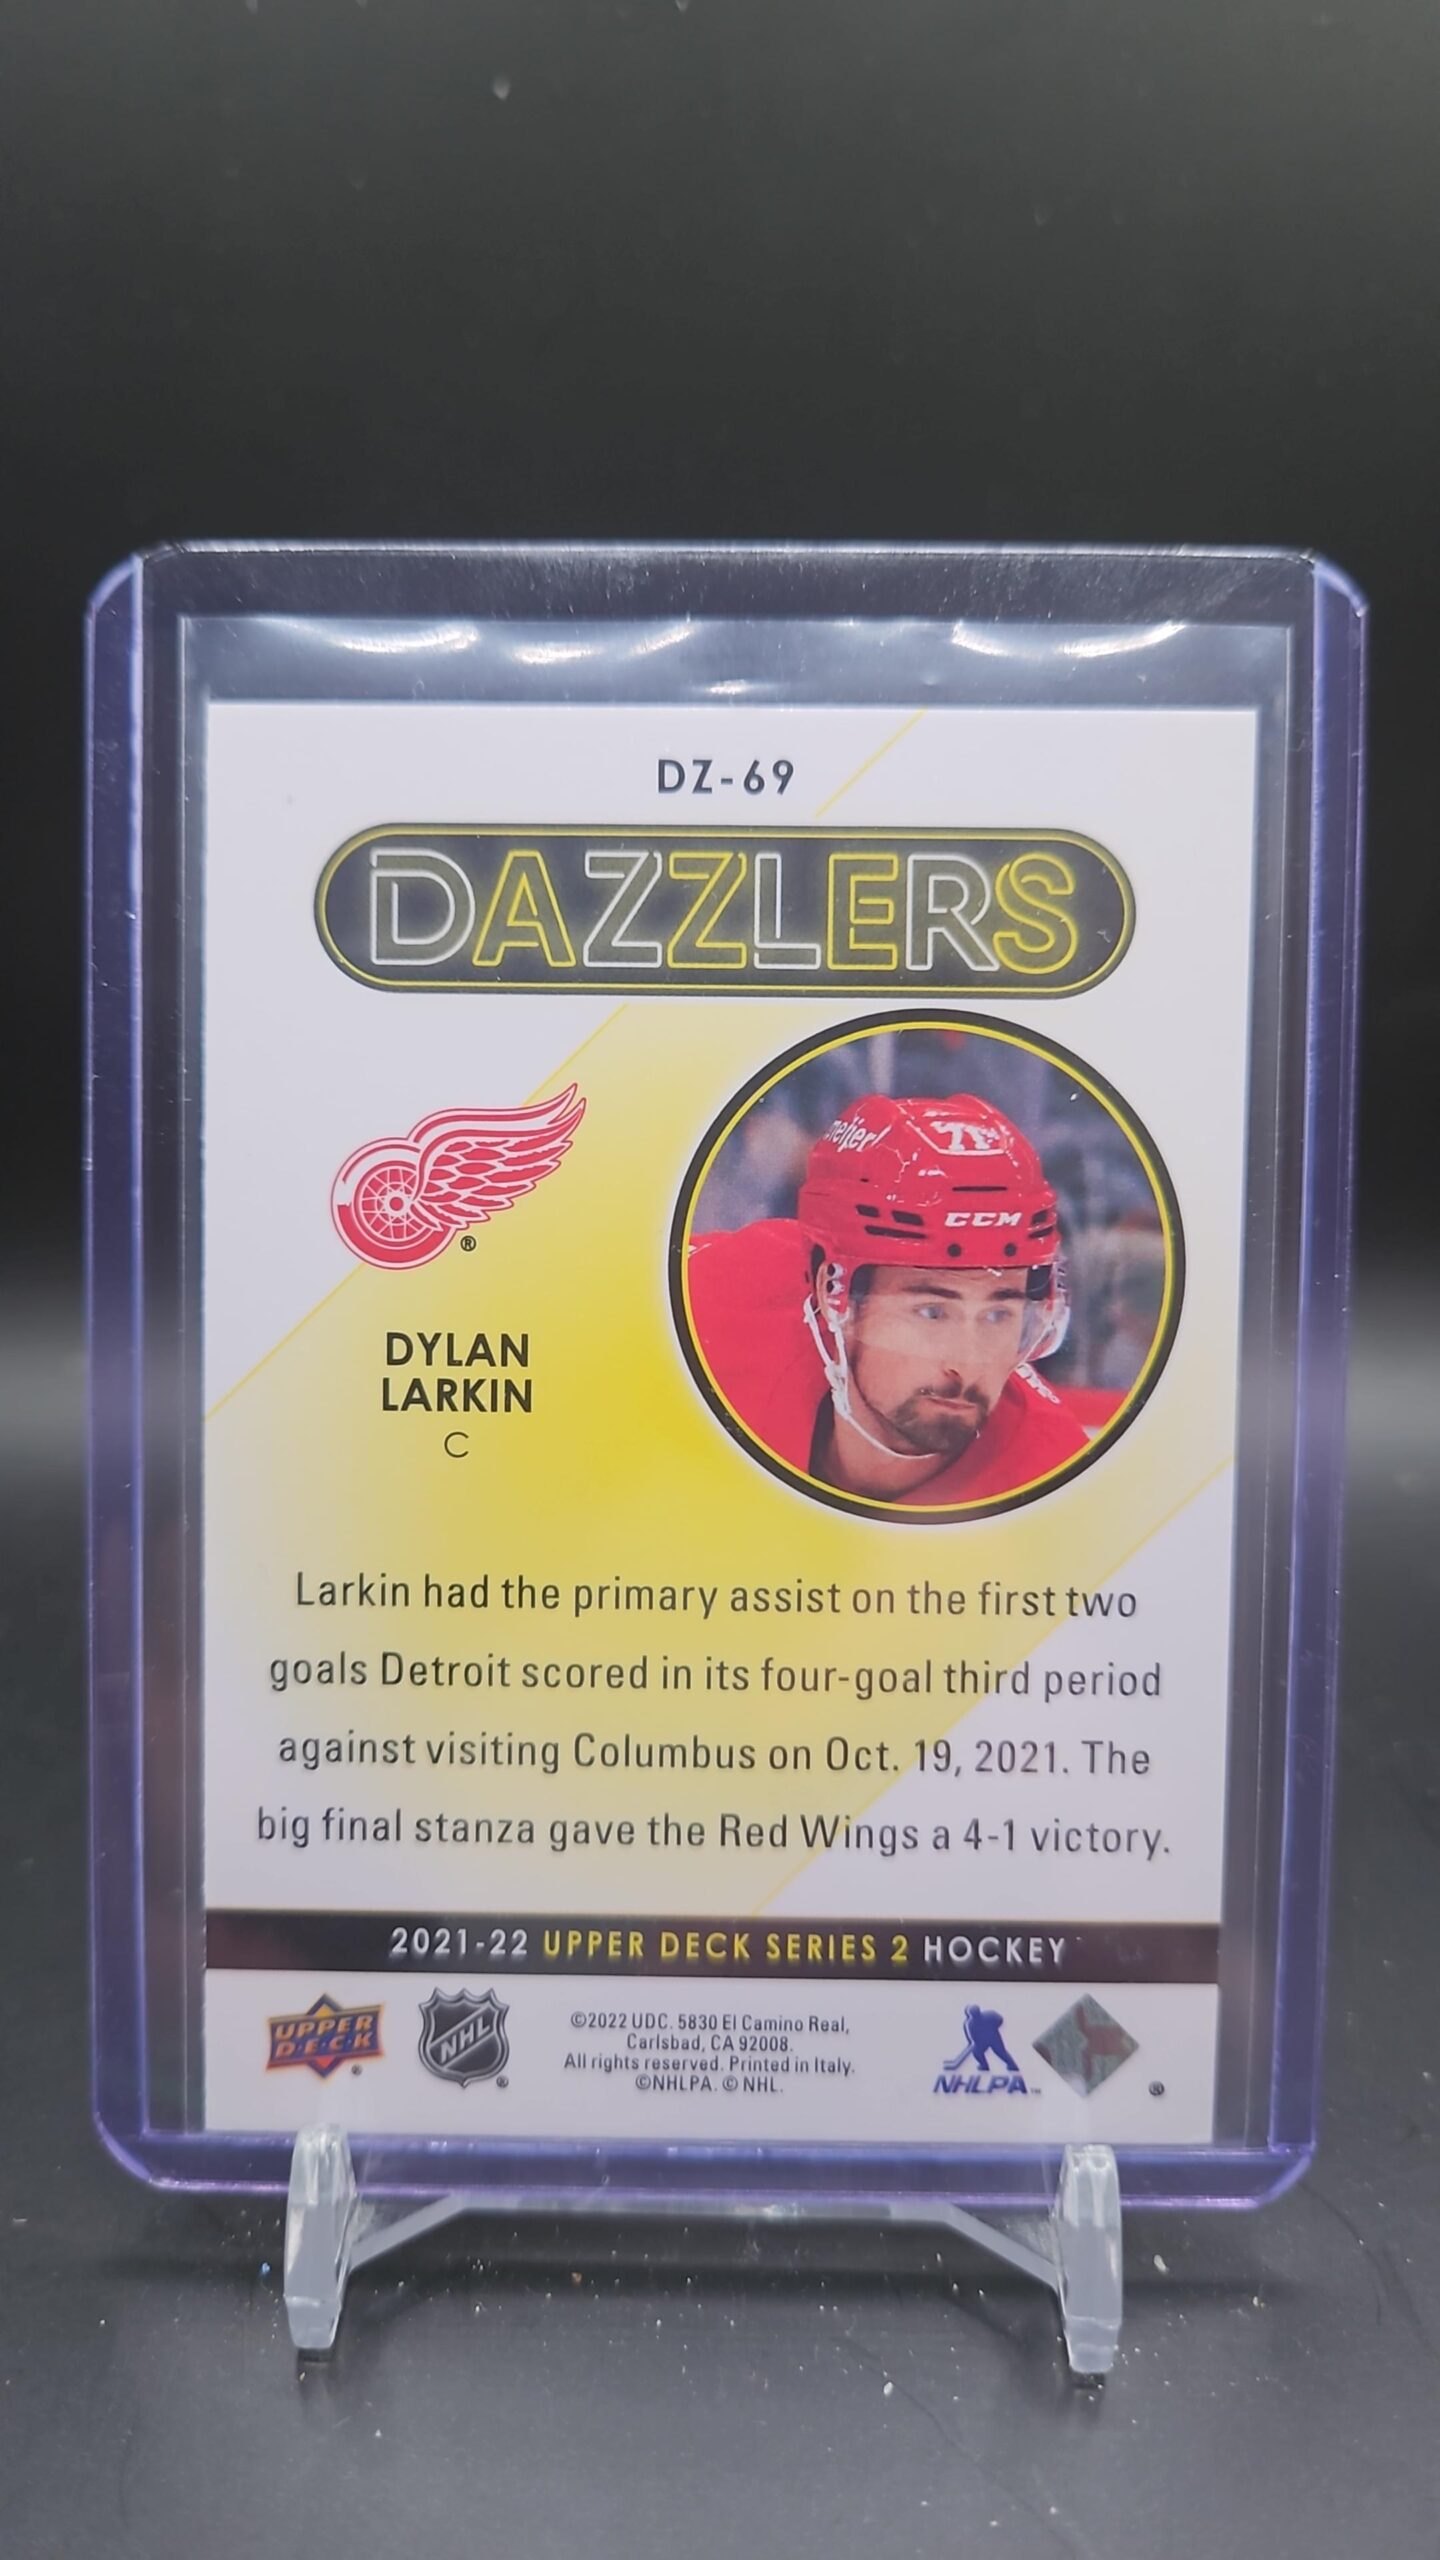 DZ-69
DAZZLERS
®
DYLAN
LARKIN
C
71
CCM
Larkin had the primary assist on the first two
goals Detroit scored in its four-goal third period
against visiting Columbus on Oct. 19, 2021. The
big final stanza gave the Red Wings a 4-1 victory.
2021-22 UPPER DECK SERIES 2 HOCKEY
UPPER
DECK
®
NHL
®
©2022 UDC. 5830 El Camino Real,
Carlsbad, CA 92008.
All rights reserved. Printed in Italy.
©NHLPA. © NHL.
NHLPA™
®